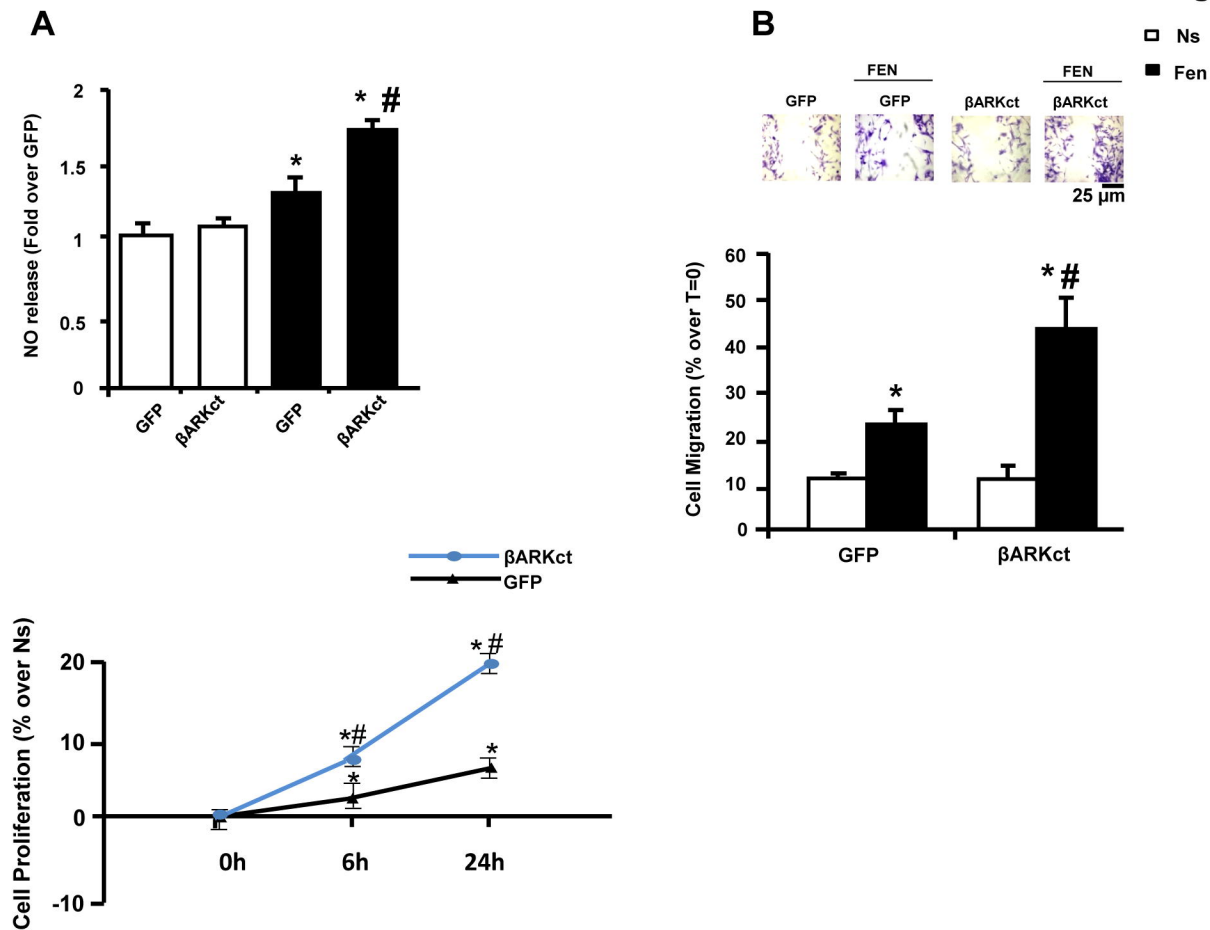 A
NO release (Fold over GFP)
2
1.5
1
0.5
0
* * #
GFP βARKct GFP βARKct
B
Ns
Fen
FEN FEN
GFP GFP βARKct βARKct
25 µm
Cell Migration (% over T=0)
60
50
40
30
20
10
0
* * #
GFP βARKct
βARKct
GFP
Cell Proliferation (% over Ns)
20
10
0
-10
*#
*
* #
*
0h 6h 24h